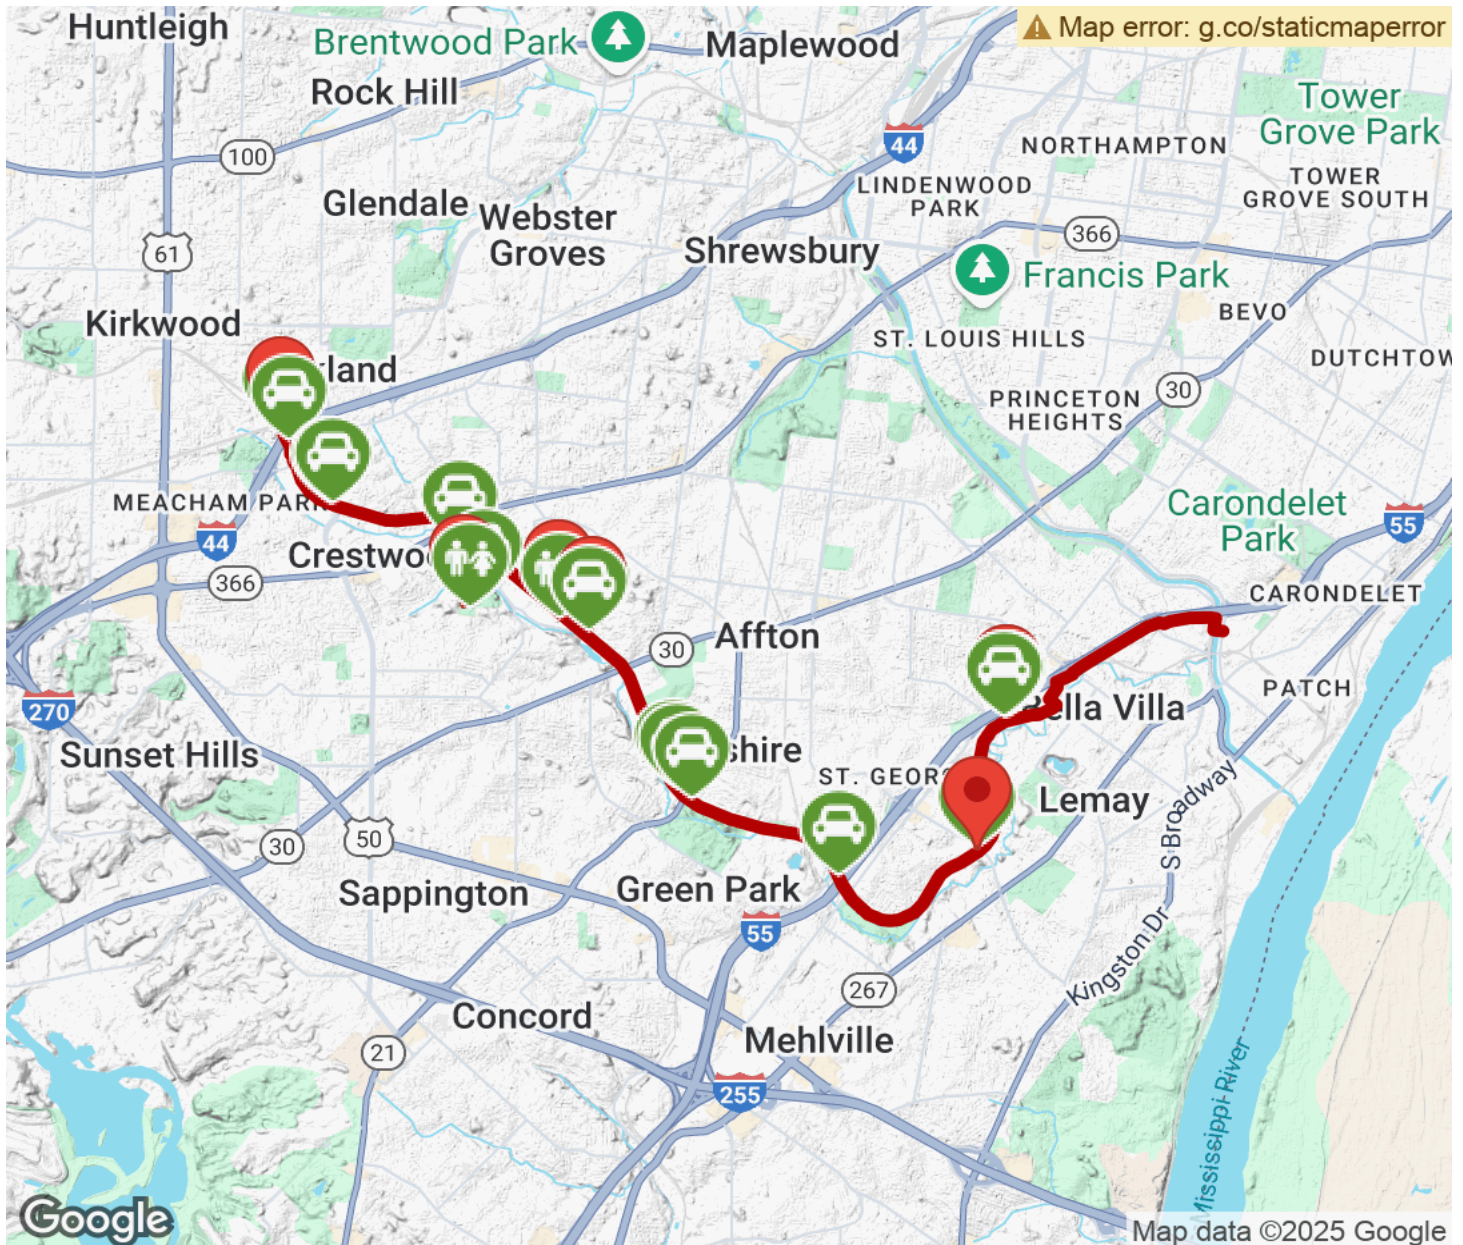 Huntleigh
Brentwood Park
Maplewood
Map error: g.co/staticmaperror
Rock Hill
Tower
Grove Park
44
100
NORTHAMPTON
LINDENWOOD
PARK
TOWER
GROVE SOUTH
Glendale
Webster
Groves
366
61
Shrewsbury
Francis Park
Kirkwood
BEVO
ST. LOUIS HILLS
DUTCHTOW
rland
30
PRINCETON
HEIGHTS
MEACHAM PAR
Carondelet
Park
55
44
Crestwo
366
CARONDELET
Affton
30
PATCH
270
ella Villa
Sunset Hills
shire
ST. GEOR
Lemay
S Broadway
30
50
Sappington
Green Park
55
Kingston Dr
267
Concord
Mehlville
21
255
Mississippi River
Google
Map data ©2025 Google